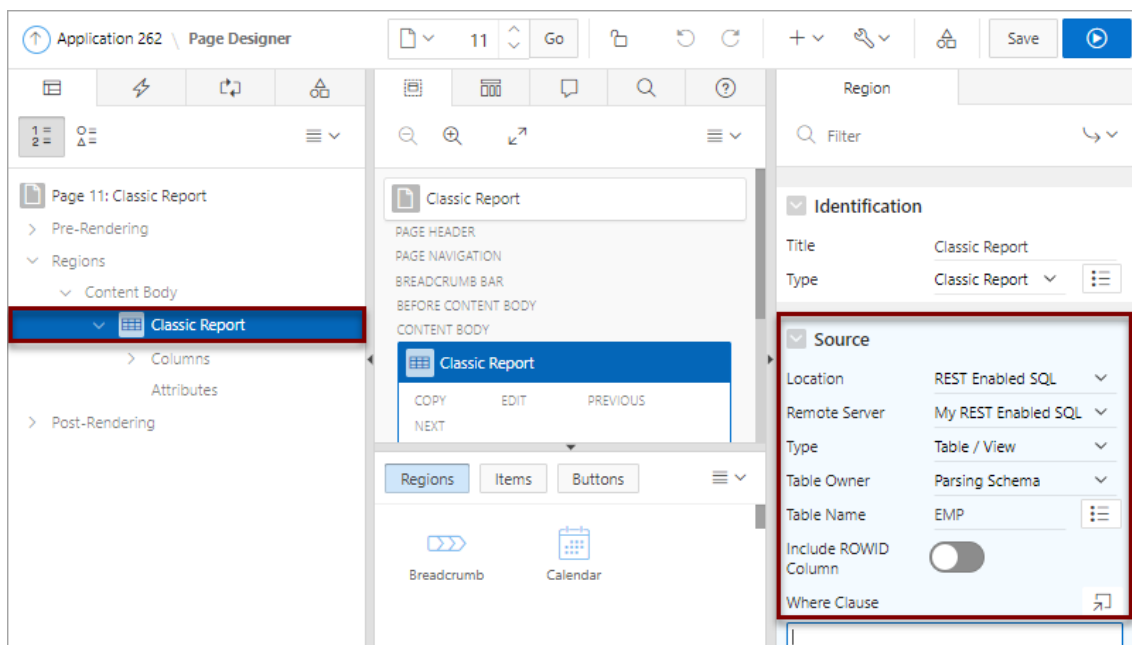 Application 262 \ Page Designer
11
Go
Save
1 =
2 =
Page 11: Classic Report
Pre-Rendering
Regions
Content Body
Classic Report
Columns
Attributes
Post-Rendering
Classic Report
PAGE HEADER
PAGE NAVIGATION
BREADCRUMB BAR
BEFORE CONTENT BODY
CONTENT BODY
Classic Report
COPY EDIT PREVIOUS
NEXT
Regions Items Buttons
Breadcrumb Calendar
Region
Filter
Identification
Title Classic Report
Type Classic Report
Source
Location REST Enabled SQL
Remote Server My REST Enabled SQL
Type Table / View
Table Owner Parsing Schema
Table Name EMP
Include ROWID
Column
Where Clause